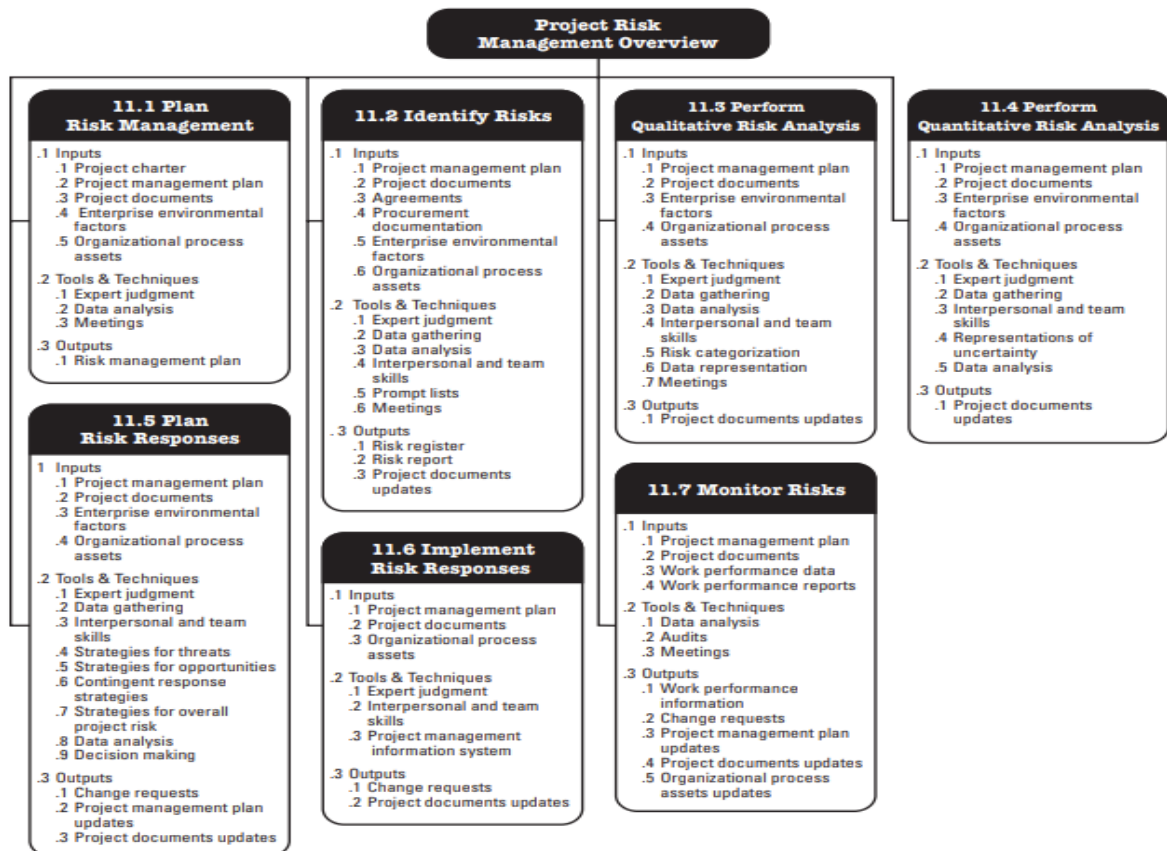 Project Risk
Management Overview
11.1 Plan
Risk Management
.1 Inputs
.1 Project charter
.2 Project management plan
.3 Project documents
.4 Enterprise environmental
factors
.5 Organizational process
assets
.2 Tools & Techniques
.1 Expert judgment
.2 Data analysis
.3 Meetings
.3 Outputs
.1 Risk management plan
11.2 Identify Risks
.1 Inputs
.1 Project management plan
.2 Project documents
.3 Agreements
.4 Procurement
documentation
.5 Enterprise environmental
factors
.6 Organizational process
assets
.2 Tools & Techniques
.1 Expert judgment
.2 Data gathering
.3 Data analysis
.4 Interpersonal and team
skills
.5 Prompt lists
.6 Meetings
.3 Outputs
.1 Risk register
.2 Risk report
.3 Project documents
updates
11.3 Perform
Qualitative Risk Analysis
.1 Inputs
.1 Project management plan
.2 Project documents
.3 Enterprise environmental
factors
.4 Organizational process
assets
.2 Tools & Techniques
.1 Expert judgment
.2 Data gathering
.3 Data analysis
.4 Interpersonal and team
skills
.5 Risk categorization
.6 Data representation
.7 Meetings
.3 Outputs
.1 Project documents updates
11.4 Perform
Quantitative Risk Analysis
.1 Inputs
.1 Project management plan
.2 Project documents
.3 Enterprise environmental
factors
.4 Organizational process
assets
.2 Tools & Techniques
.1 Expert judgment
.2 Data gathering
.3 Interpersonal and team
skills
.4 Representations of
uncertainty
.5 Data analysis
.3 Outputs
.1 Project documents
updates
11.5 Plan
Risk Responses
1 Inputs
.1 Project management plan
.2 Project documents
.3 Enterprise environmental
factors
.4 Organizational process
assets
.2 Tools & Techniques
.1 Expert judgment
.2 Data gathering
.3 Interpersonal and team
skills
.4 Strategies for threats
.5 Strategies for opportunities
.6 Contingent response
strategies
.7 Strategies for overall
project risk
.8 Data analysis
.9 Decision making
.3 Outputs
.1 Change requests
.2 Project management plan
updates
.3 Project documents updates
11.6 Implement
Risk Responses
.1 Inputs
.1 Project management plan
.2 Project documents
.3 Organizational process
assets
.2 Tools & Techniques
.1 Expert judgment
.2 Interpersonal and team
skills
.3 Project management
information system
.3 Outputs
.1 Change requests
.2 Project documents updates
11.7 Monitor Risks
.1 Inputs
.1 Project management plan
.2 Project documents
.3 Work performance data
.4 Work performance reports
.2 Tools & Techniques
.1 Data analysis
.2 Audits
.3 Meetings
.3 Outputs
.1 Work performance
information
.2 Change requests
.3 Project management plan
updates
.4 Project documents updates
.5 Organizational process
assets updates